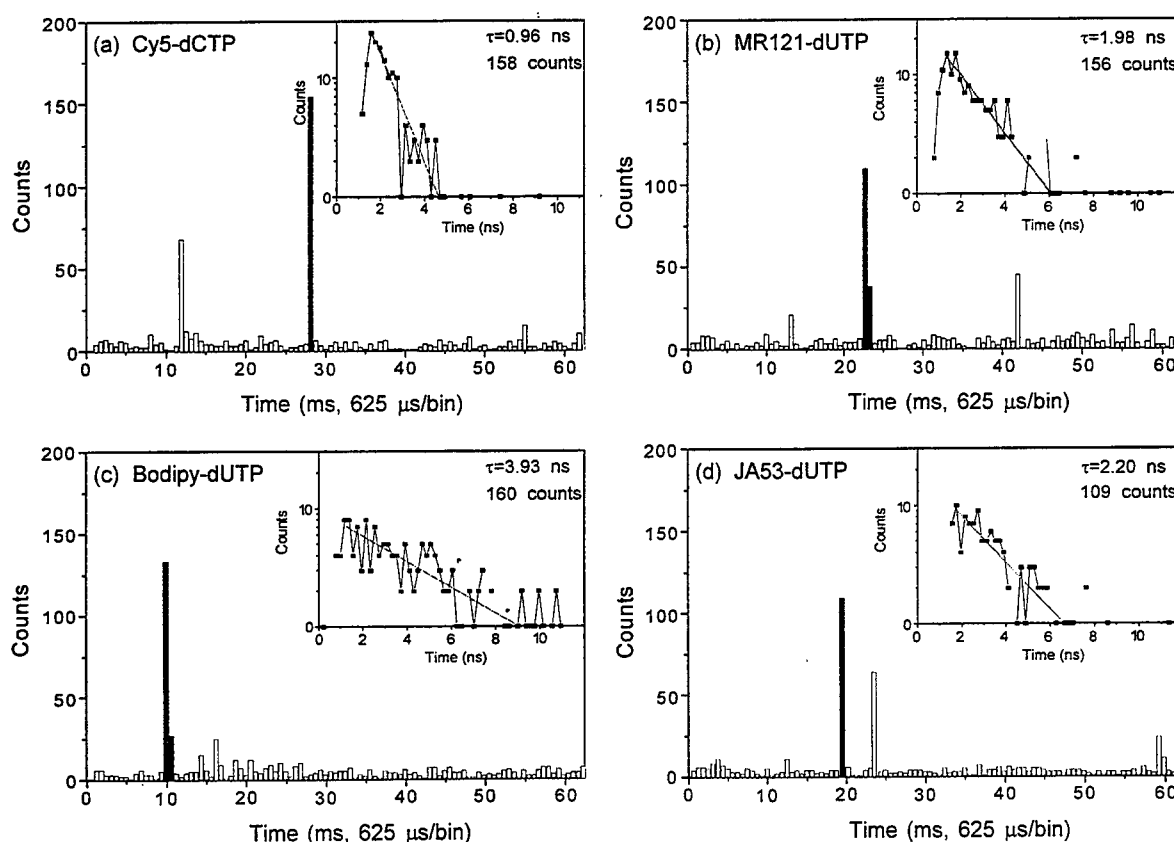 (a) Cy5-dCTP
τ=0.96 ns
158 counts
Counts
10
0
0 2 4 6 8 10
Time (ns)
Counts
200
150
100
50
0
0 10 20 30 40 50 60
Time (ms, 625 μs/bin)
(b) MR121-dUTP
τ=1.98 ns
156 counts
Counts
10
0
0 2 4 6 8 10
Time (ns)
Counts
200
150
100
50
0
0 10 20 30 40 50 60
Time (ms, 625 μs/bin)
(c) Bodipy-dUTP
τ=3.93 ns
160 counts
Counts
10
0
0 2 4 6 8 10
Time (ns)
Counts
200
150
100
50
0
0 10 20 30 40 50 60
Time (ms, 625 μs/bin)
(d) JA53-dUTP
τ=2.20 ns
109 counts
Counts
10
0
0 2 4 6 8 10
Time (ns)
Counts
200
150
100
50
0
0 10 20 30 40 50 60
Time (ms, 625 μs/bin)